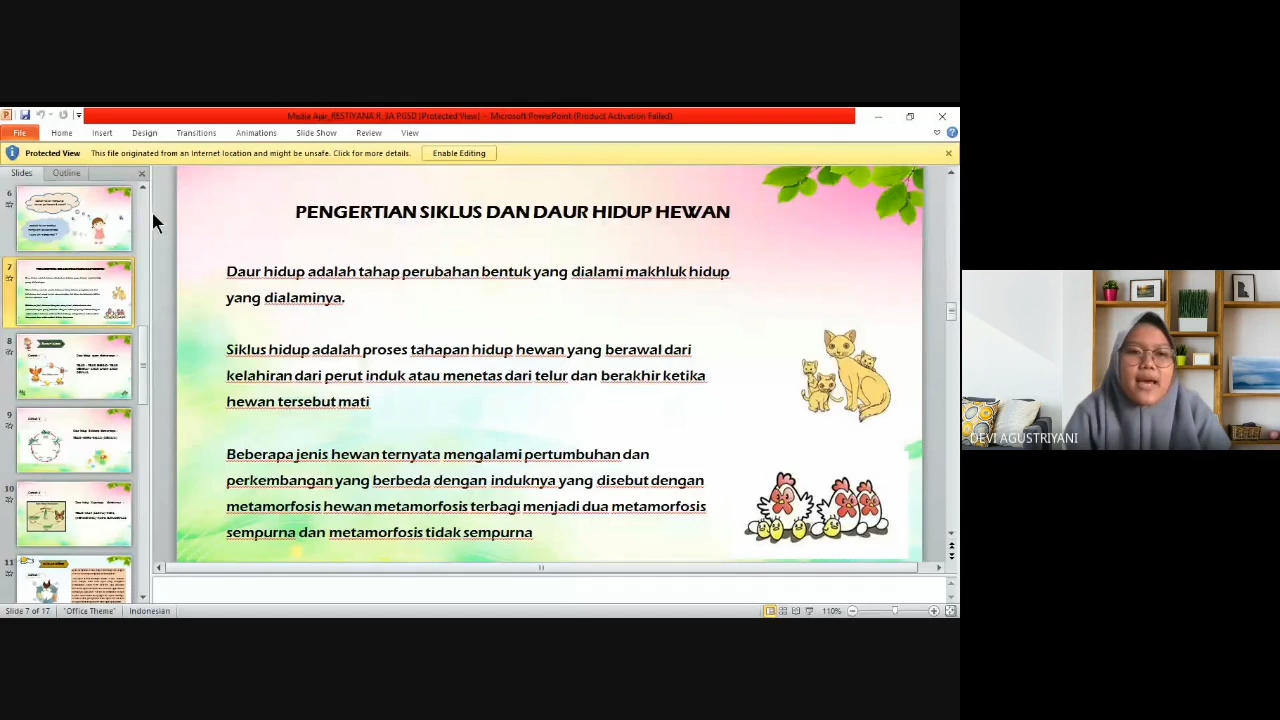 Media Ajar_RESTIYANA R_3A PGSD [Protected View] - Microsoft PowerPoint (Product Activation Failed)
File Home Insert Design Transitions Animations Slide Show Review View
Protected View This file originated from an Internet location and might be unsafe. Click for more details. Enable Editing
Slides Outline
6
7
8
9
10
11
PENGERTIAN SIKLUS DAN DAUR HIDUP HEWAN
Daur hidup adalah tahap perubahan bentuk yang dialami makhluk hidup
yang dialaminya.
Siklus hidup adalah proses tahapan hidup hewan yang berawal dari
kelahiran dari perut induk atau menetas dari telur dan berakhir ketika
hewan tersebut mati
Beberapa jenis hewan ternyata mengalami pertumbuhan dan
perkembangan yang berbeda dengan induknya yang disebut dengan
metamorfosis hewan metamorfosis terbagi menjadi dua metamorfosis
sempurna dan metamorfosis tidak sempurna
DEVI AGUSTRIYANI
Slide 7 of 17 "Office Theme" Indonesian 110%